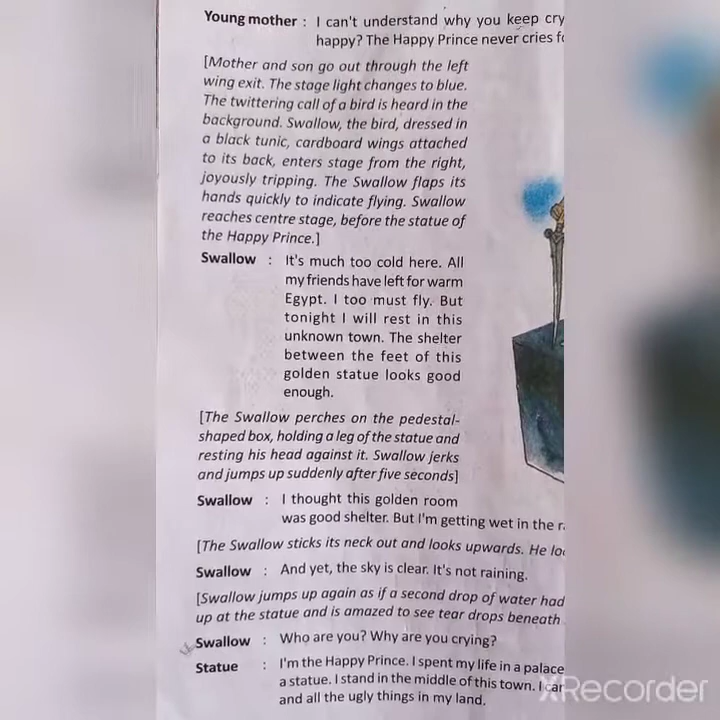 Young mother : I can't understand why you keep cry
happy? The Happy Prince never cries fo
[Mother and son go out through the left
wing exit. The stage light changes to blue.
The twittering call of a bird is heard in the
background. Swallow, the bird, dressed in
a black tunic, cardboard wings attached
to its back, enters stage from the right,
joyously tripping. The Swallow flaps its
hands quickly to indicate flying. Swallow
reaches centre stage, before the statue of
the Happy Prince.]
Swallow : It's much too cold here. All
my friends have left for warm
Egypt. I too must fly. But
tonight I will rest in this
unknown town. The shelter
between the feet of this
golden statue looks good
enough.
[The Swallow perches on the pedestal-
shaped box, holding a leg of the statue and
resting his head against it. Swallow jerks
and jumps up suddenly after five seconds]
Swallow : I thought this golden room
was good shelter. But I'm getting wet in the r
[The Swallow sticks its neck out and looks upwards. He loo
Swallow : And yet, the sky is clear. It's not raining.
[Swallow jumps up again as if a second drop of water had
up at the statue and is amazed to see tear drops beneath
Swallow : Who are you? Why are you crying?
Statue : I'm the Happy Prince. I spent my life in a palace
a statue. I stand in the middle of this town. I can
and all the ugly things in my land.
XRecorder